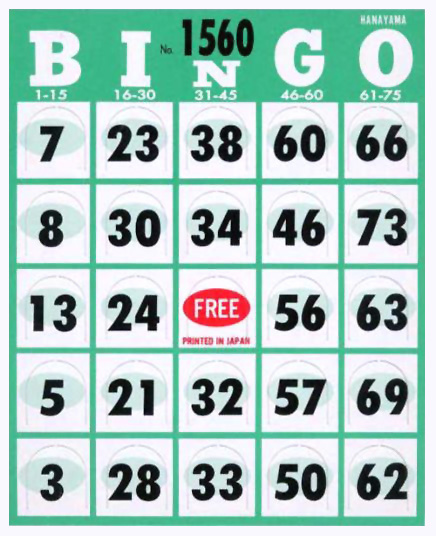 HANAYAMA
B I N G O
No. 1560
1-15 16-30 31-45 46-60 61-75
7 23 38 60 66
8 30 34 46 73
13 24 FREE 56 63
PRINTED IN JAPAN
5 21 32 57 69
3 28 33 50 62